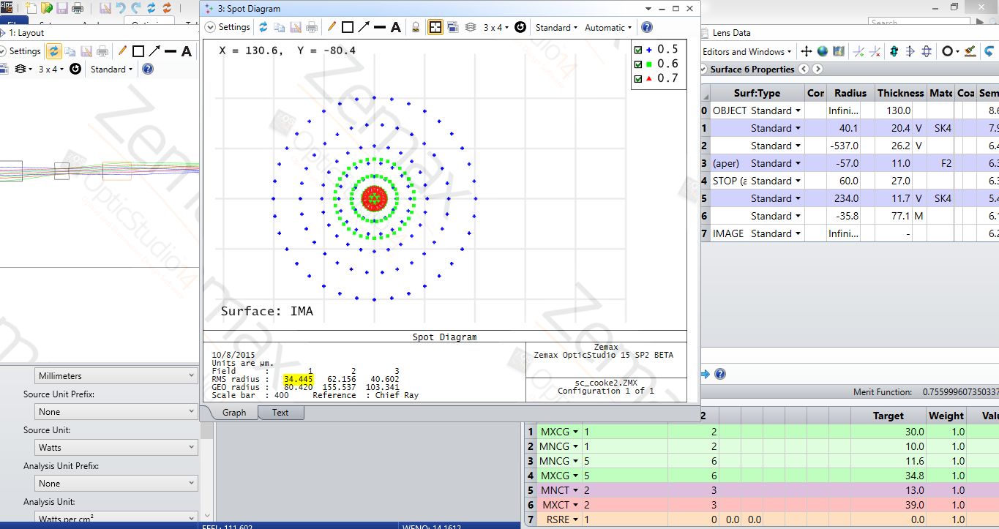 3: Spot Diagram
Search
1: Layout
Lens Data
Settings
Settings
3 x 4
Standard
Automatic
Editors and Windows
3 x 4
Standard
Surface 6 Properties
X = 130.6, Y = -80.4
0.5
0.6
0.7
Surf:Type Radius Thickness Mate Coa Sem
0 OBJECT Standard Infini... 130.0 8.6
1 Standard 40.1 20.4 V SK4 7.9
2 Standard -537.0 26.2 V 6.4
3 (aper) Standard -57.0 11.0 F2 6.3
4 STOP (a Standard 60.0 27.0 6.3
5 Standard 234.0 11.7 V SK4 5.4
6 Standard -35.8 77.1 M 6.1
7 IMAGE Standard Infini... - 6.2
Zemax
OpticStudio14
Surface: IMA
Spot Diagram
10/8/2015
Units are µm.
Field : 1 2 3
RMS radius : 34.445 62.156 40.602
GEO radius : 80.420 155.537 103.341
Scale bar : 400 Reference : Chief Ray
Zemax
Zemax OpticStudio 15 SP2 BETA
sc_cooke2.ZMX
Configuration 1 of 1
Graph
Text
Millimeters
Source Unit Prefix:
None
Source Unit:
Watts
Analysis Unit Prefix:
None
Analysis Unit:
Watts per cm²
Merit Function: 0.755999607350337
2 Target Weight Valu
1 MXCG 1 2 30.0 1.0
2 MNCG 1 2 10.0 1.0
3 MNCG 5 6 11.6 1.0
4 MXCG 5 6 34.8 1.0
5 MNCT 2 3 13.0 1.0
6 MXCT 2 3 39.0 1.0
7 RSRE 1 0 0.0 0.0 0.0 1.0
EFFL: 111.602
WFNO: 14.1612